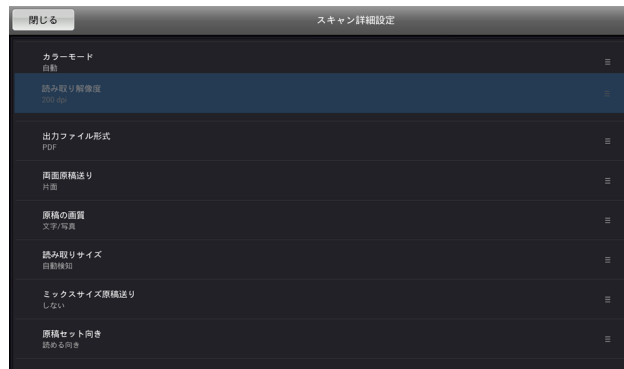 閉じる
スキャン詳細設定
カラーモード
自動
読み取り解像度
200 dpi
出力ファイル形式
PDF
両面原稿送り
片面
原稿の画質
文字/写真
読み取りサイズ
自動検知
ミックスサイズ原稿送り
しない
原稿セット向き
読める向き